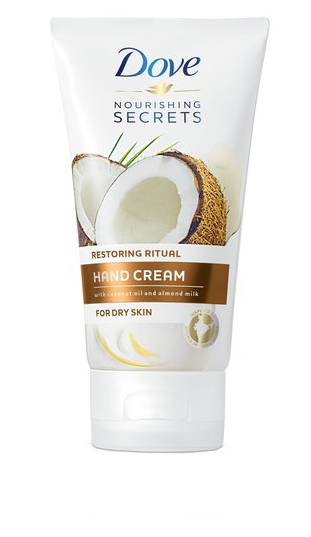 Dove
NOURISHING
SECRETS
RESTORING RITUAL
HAND CREAM
with coconut oil and almond milk
FOR DRY SKIN